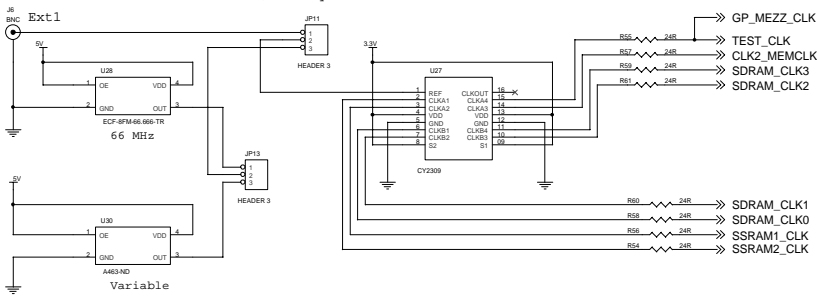 J6
BNC
Ext1
5V
U28
1 OE VDD 4
2 GND OUT 3
ECF-8FM-66.666-TR
66 MHz
5V
U30
1 OE VDD 4
2 GND OUT 3
A463-ND
Variable
JP11
1
2
3
HEADER 3
JP13
1
2
3
HEADER 3
3.3V
U27
1 REF CLKOUT 16
2 CLKA1 CLKA4 15
3 CLKA2 CLKA3 14
4 VDD VDD 13
5 GND GND 12
6 CLKB1 CLKB4 11
7 CLKB2 CLKB3 10
8 S2 S1 09
CY2309
GP_MEZZ_CLK
R55 24R TEST_CLK
R57 24R CLK2_MEMCLK
R59 24R SDRAM_CLK3
R61 24R SDRAM_CLK2
R60 24R SDRAM_CLK1
R58 24R SDRAM_CLK0
R56 24R SSRAM1_CLK
R54 24R SSRAM2_CLK